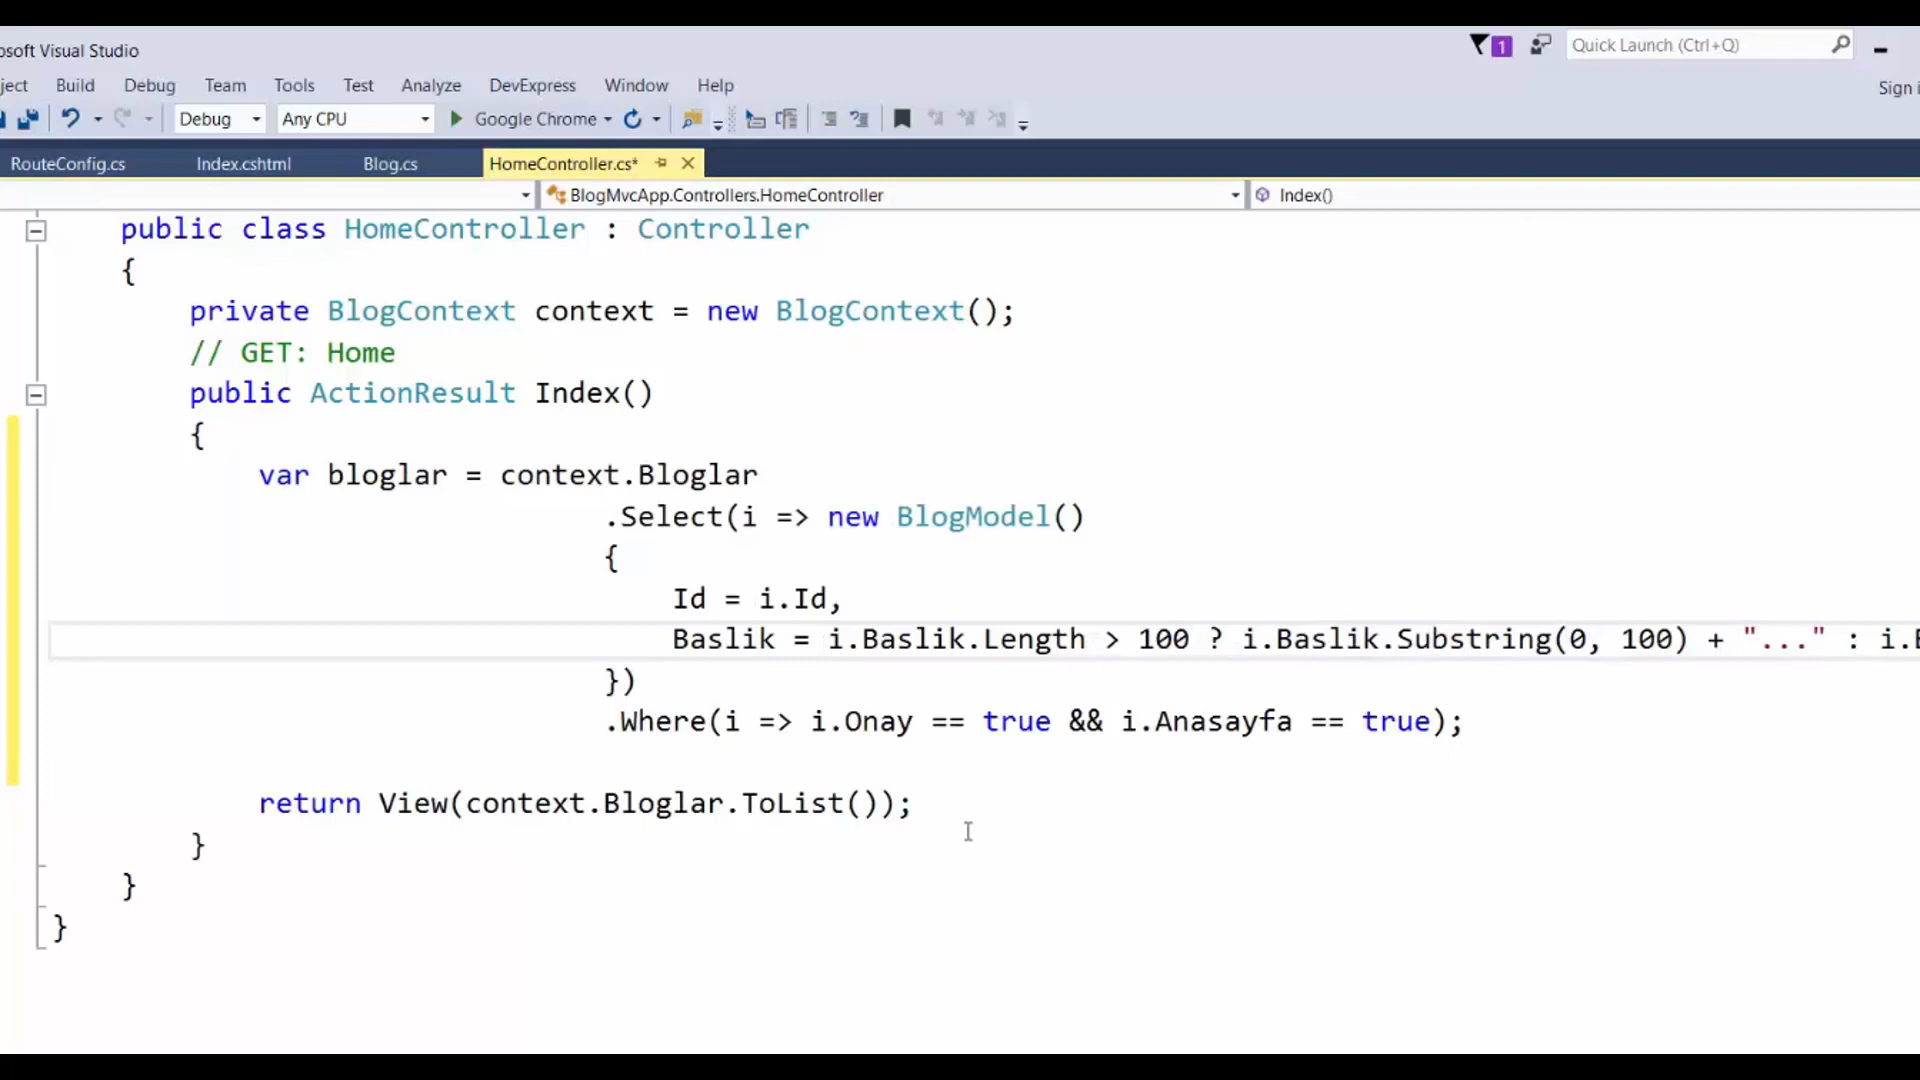 osoft Visual Studio
1
Quick Launch (Ctrl+Q)
ject Build Debug Team Tools Test Analyze DevExpress Window Help
Sign i
Debug Any CPU Google Chrome
RouteConfig.cs Index.cshtml Blog.cs HomeController.cs*
BlogMvcApp.Controllers.HomeController Index()
public class HomeController : Controller
{
private BlogContext context = new BlogContext();
// GET: Home
public ActionResult Index()
{
var bloglar = context.Bloglar
.Select(i => new BlogModel()
{
Id = i.Id,
Baslik = i.Baslik.Length > 100 ? i.Baslik.Substring(0, 100) + "..." : i.B
})
.Where(i => i.Onay == true && i.Anasayfa == true);
return View(context.Bloglar.ToList());
}
}
}